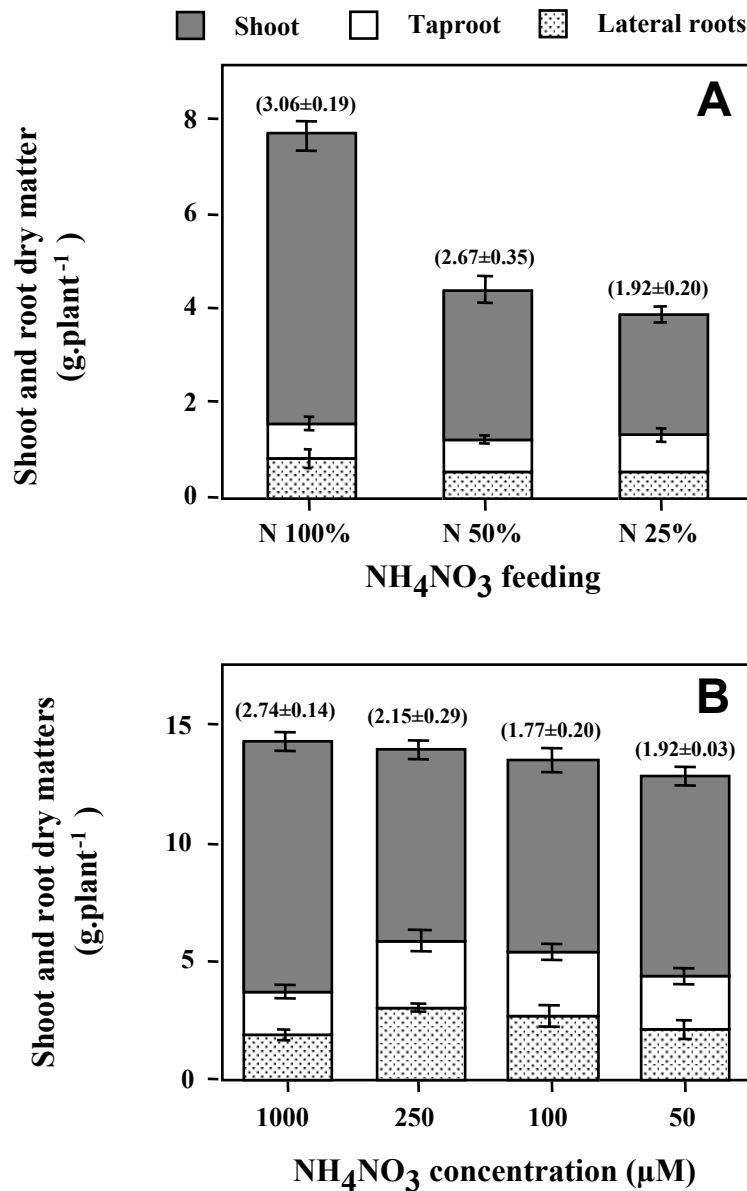 Shoot Taproot Lateral roots
A
Shoot and root dry matter
(g.plant⁻¹ )
8
6
4
2
0
(3.06±0.19)
(2.67±0.35)
(1.92±0.20)
N 100% N 50% N 25%
NH₄NO₃ feeding
B
Shoot and root dry matters
(g.plant⁻¹ )
15
10
5
0
(2.74±0.14)
(2.15±0.29)
(1.77±0.20)
(1.92±0.03)
1000 250 100 50
NH₄NO₃ concentration (µM)